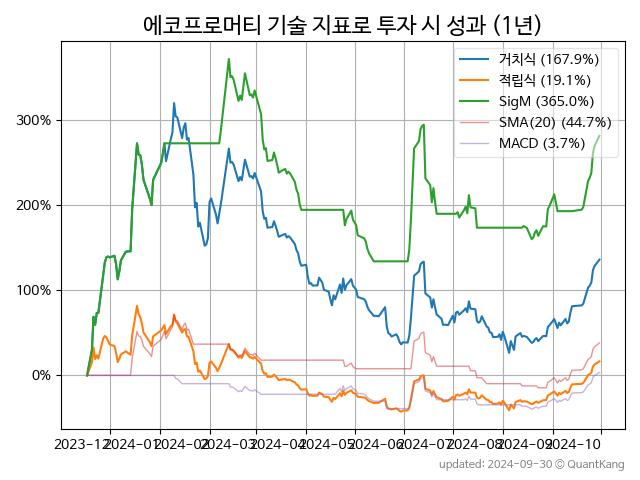 에코프로머티 기술 지표로 투자 시 성과 (1년)
거치식 (167.9%)
적립식 (19.1%)
SigM (365.0%)
SMA(20) (44.7%)
MACD (3.7%)
300%
200%
100%
0%
2023-12 2024-01 2024-02 2024-03 2024-04 2024-05 2024-06 2024-07 2024-08 2024-09 2024-10
updated: 2024-09-30 © QuantKang